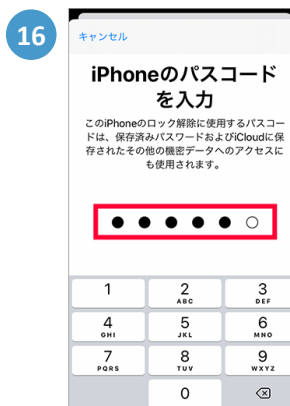 16
キャンセル
iPhoneのパスコード
を入力
このiPhoneのロック解除に使用するパスコー
ドは、保存済みパスワードおよびiCloudに保
存されたその他の機密データへのアクセスに
も使用されます。
1 2 3
ABC DEF
4 5 6
GHI JKL MNO
7 8 9
PQRS TUV WXYZ
0